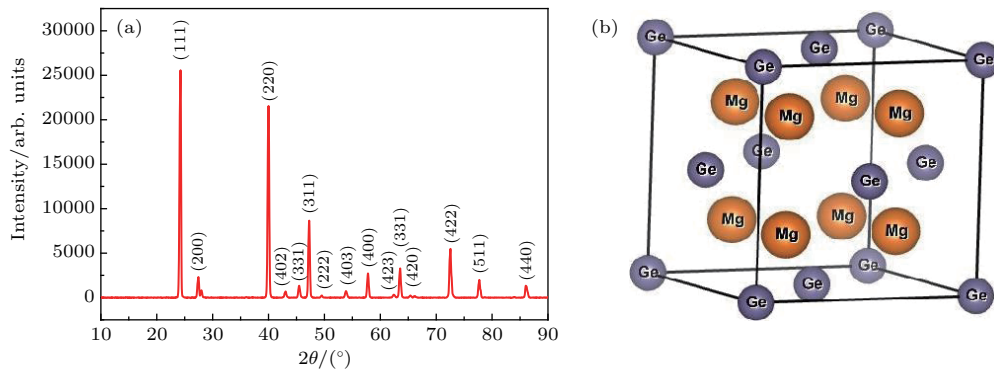 (a)
Intensity/arb. units
30000
25000
20000
15000
10000
5000
0
(111)
(200)
(220)
(402)
(331)
(311)
(222)
(403)
(400)
(423)
(331)
(420)
(422)
(511)
(440)
10 20 30 40 50 60 70 80 90
2θ/(°)
(b)
Ge
Ge
Ge
Ge
Ge
Mg
Mg
Mg
Mg
Ge
Ge
Ge
Ge
Mg
Mg
Mg
Mg
Ge
Ge
Ge
Ge
Ge